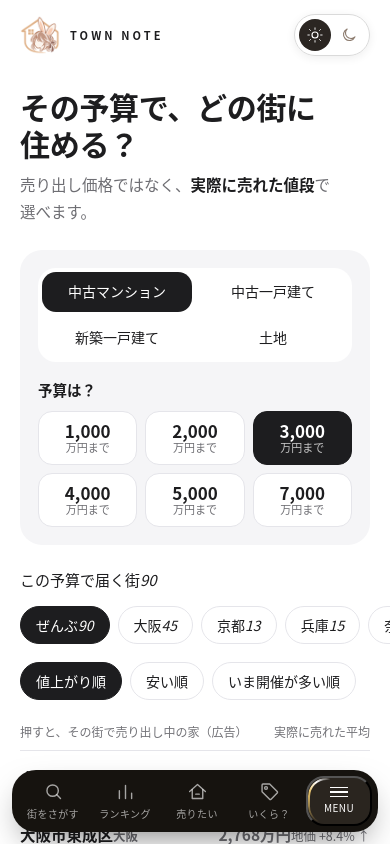 TOWN NOTE
その予算で、どの街に
住める？
売り出し価格ではなく、実際に売れた値段で
選べます。
中古マンション
中古一戸建て
新築一戸建て
土地
予算は？
1,000
万円まで
2,000
万円まで
3,000
万円まで
4,000
万円まで
5,000
万円まで
7,000
万円まで
この予算で届く街90
ぜんぶ90
大阪45
京都13
兵庫15
値上がり順
安い順
いま開催が多い順
押すと、その街で売り出し中の家（広告）
実際に売れた平均
街をさがす
ランキング
売りたい
いくら？
MENU
大阪市東成区大阪
2,768万円地価 +8.4% ↑